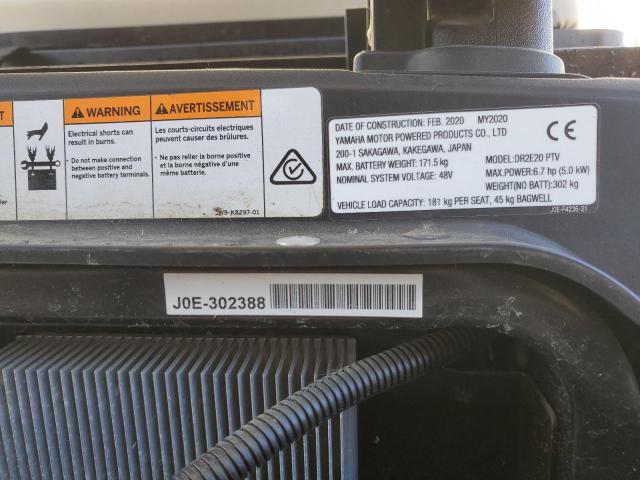 WARNING
Electrical shorts can
result in burns.
• Do not make connection
between positive and
negative battery terminals.
AVERTISSEMENT
Les courts-circuits électriques
peuvent causer des brûlures.
• Ne pas relier la borne positive
et la borne négative d'une
même batterie.
JW9-K8297-01
DATE OF CONSTRUCTION: FEB. 2020 MY2020
YAMAHA MOTOR POWERED PRODUCTS CO., LTD
200-1 SAKAGAWA, KAKEGAWA, JAPAN
MAX. BATTERY WEIGHT: 171.5 kg
NOMINAL SYSTEM VOLTAGE: 48V
CE
MODEL:DR2E20 PTV
MAX.POWER:6.7 hp (5.0 kW)
WEIGHT(NO BATT):302 kg
VEHICLE LOAD CAPACITY: 181 kg PER SEAT, 45 kg BAGWELL
J0E-F4236-31
J0E-302388